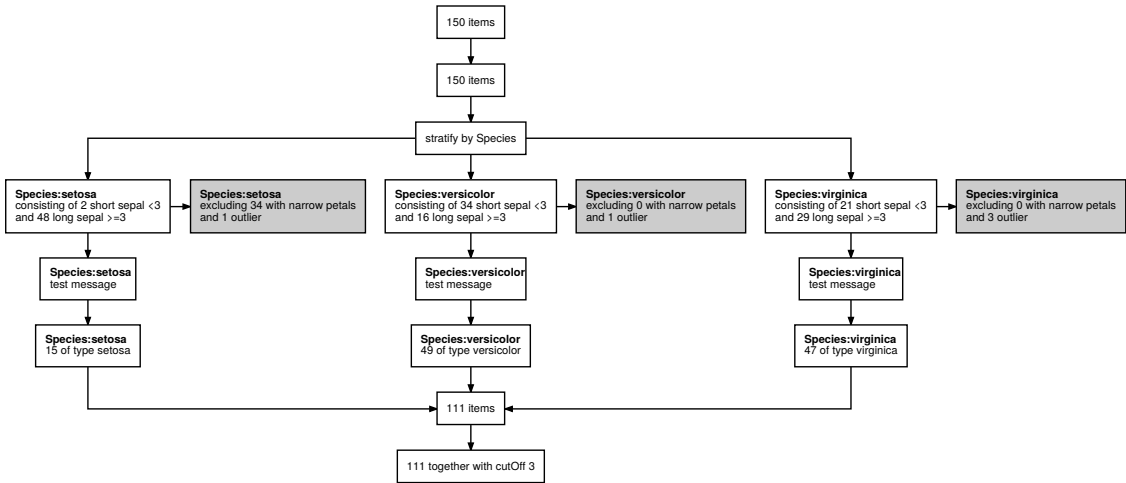 150 items
150 items
stratify by Species
Species:setosa
consisting of 2 short sepal <3
and 48 long sepal >=3
Species:setosa
excluding 34 with narrow petals
and 1 outlier
Species:versicolor
consisting of 34 short sepal <3
and 16 long sepal >=3
Species:versicolor
excluding 0 with narrow petals
and 1 outlier
Species:virginica
consisting of 21 short sepal <3
and 29 long sepal >=3
Species:virginica
excluding 0 with narrow petals
and 3 outlier
Species:setosa
test message
Species:versicolor
test message
Species:virginica
test message
Species:setosa
15 of type setosa
Species:versicolor
49 of type versicolor
Species:virginica
47 of type virginica
111 items
111 together with cutOff 3